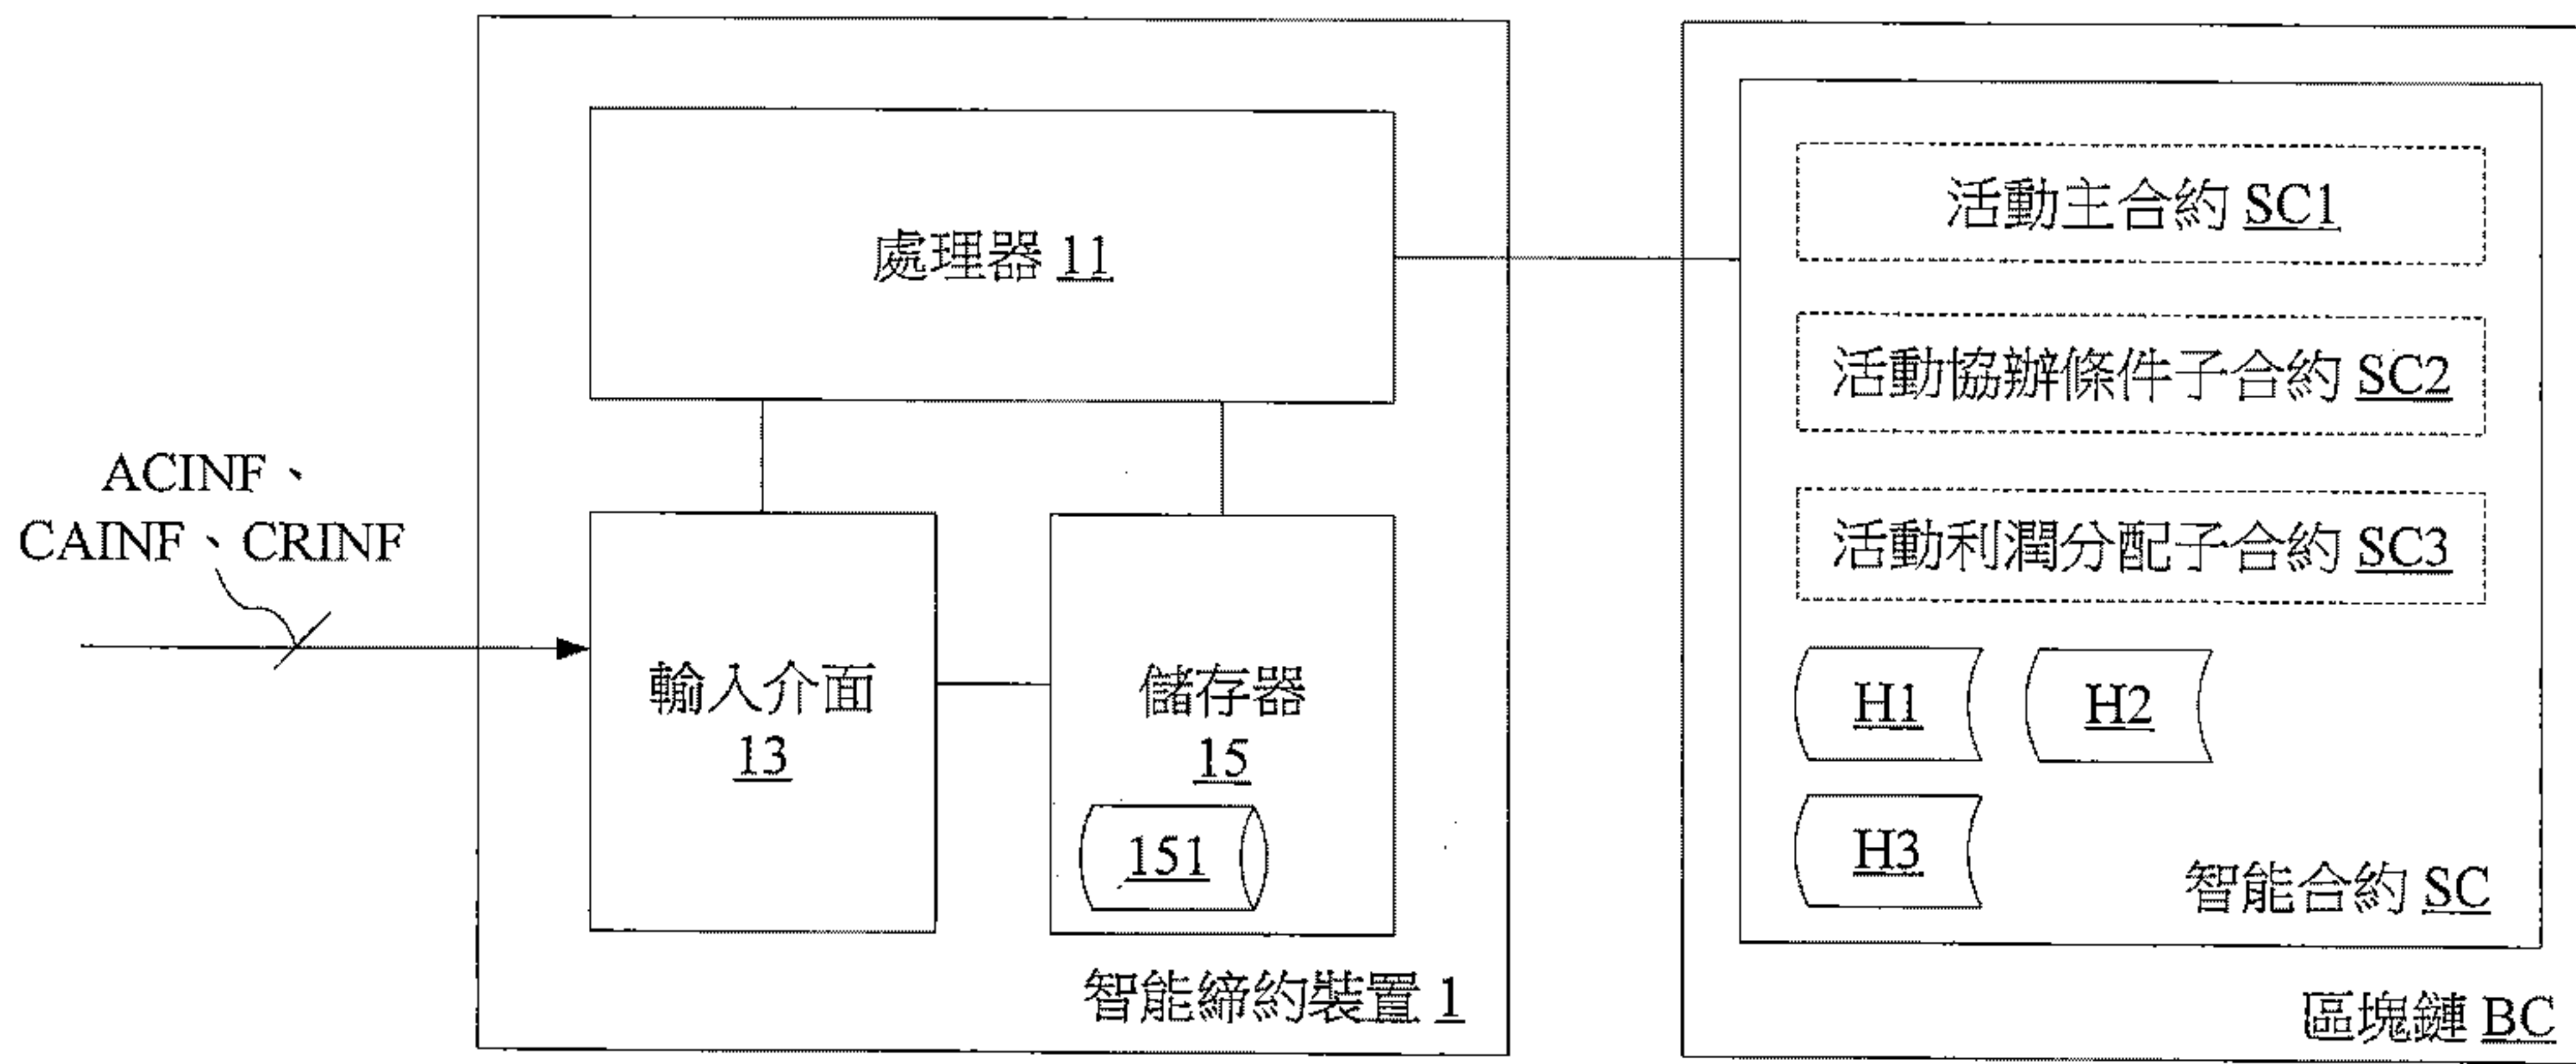 ACINF、
CAINF、CRINF
處理器 11
輸入介面
13
儲存器
15
151
智能締約裝置 1
活動主合約 SC1
活動協辦條件子合約 SC2
活動利潤分配子合約 SC3
H1
H2
H3
智能合約 SC
區塊鏈 BC